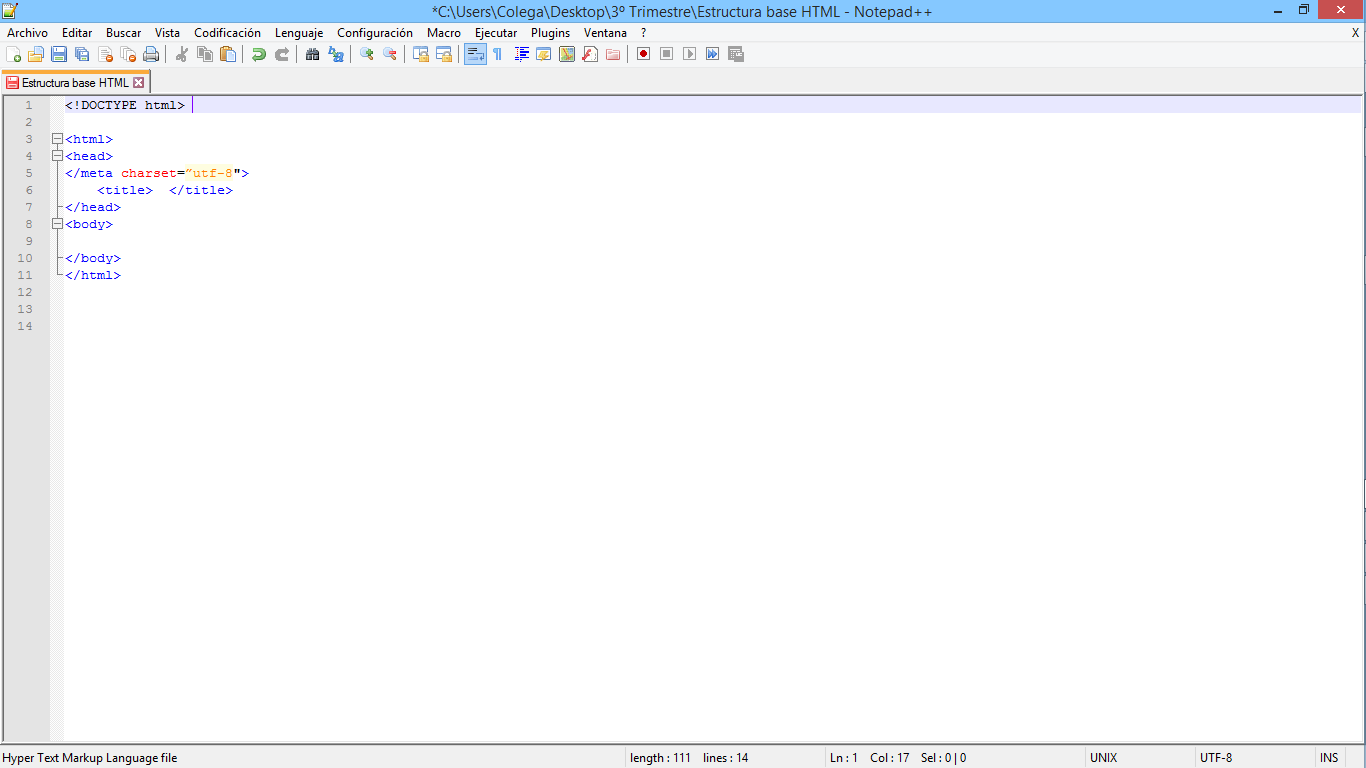 *C:\Users\Colega\Desktop\3º Trimestre\Estructura base HTML - Notepad++
Archivo Editar Buscar Vista Codificación Lenguaje Configuración Macro Ejecutar Plugins Ventana ? X
Estructura base HTML
1 <!DOCTYPE html>
2
3 <html>
4 <head>
5 </meta charset=”utf-8">
6 <title> </title>
7 </head>
8 <body>
9
10 </body>
11 </html>
12
13
14
Hyper Text Markup Language file length : 111 lines : 14 Ln : 1 Col : 17 Sel : 0 | 0 UNIX UTF-8 INS